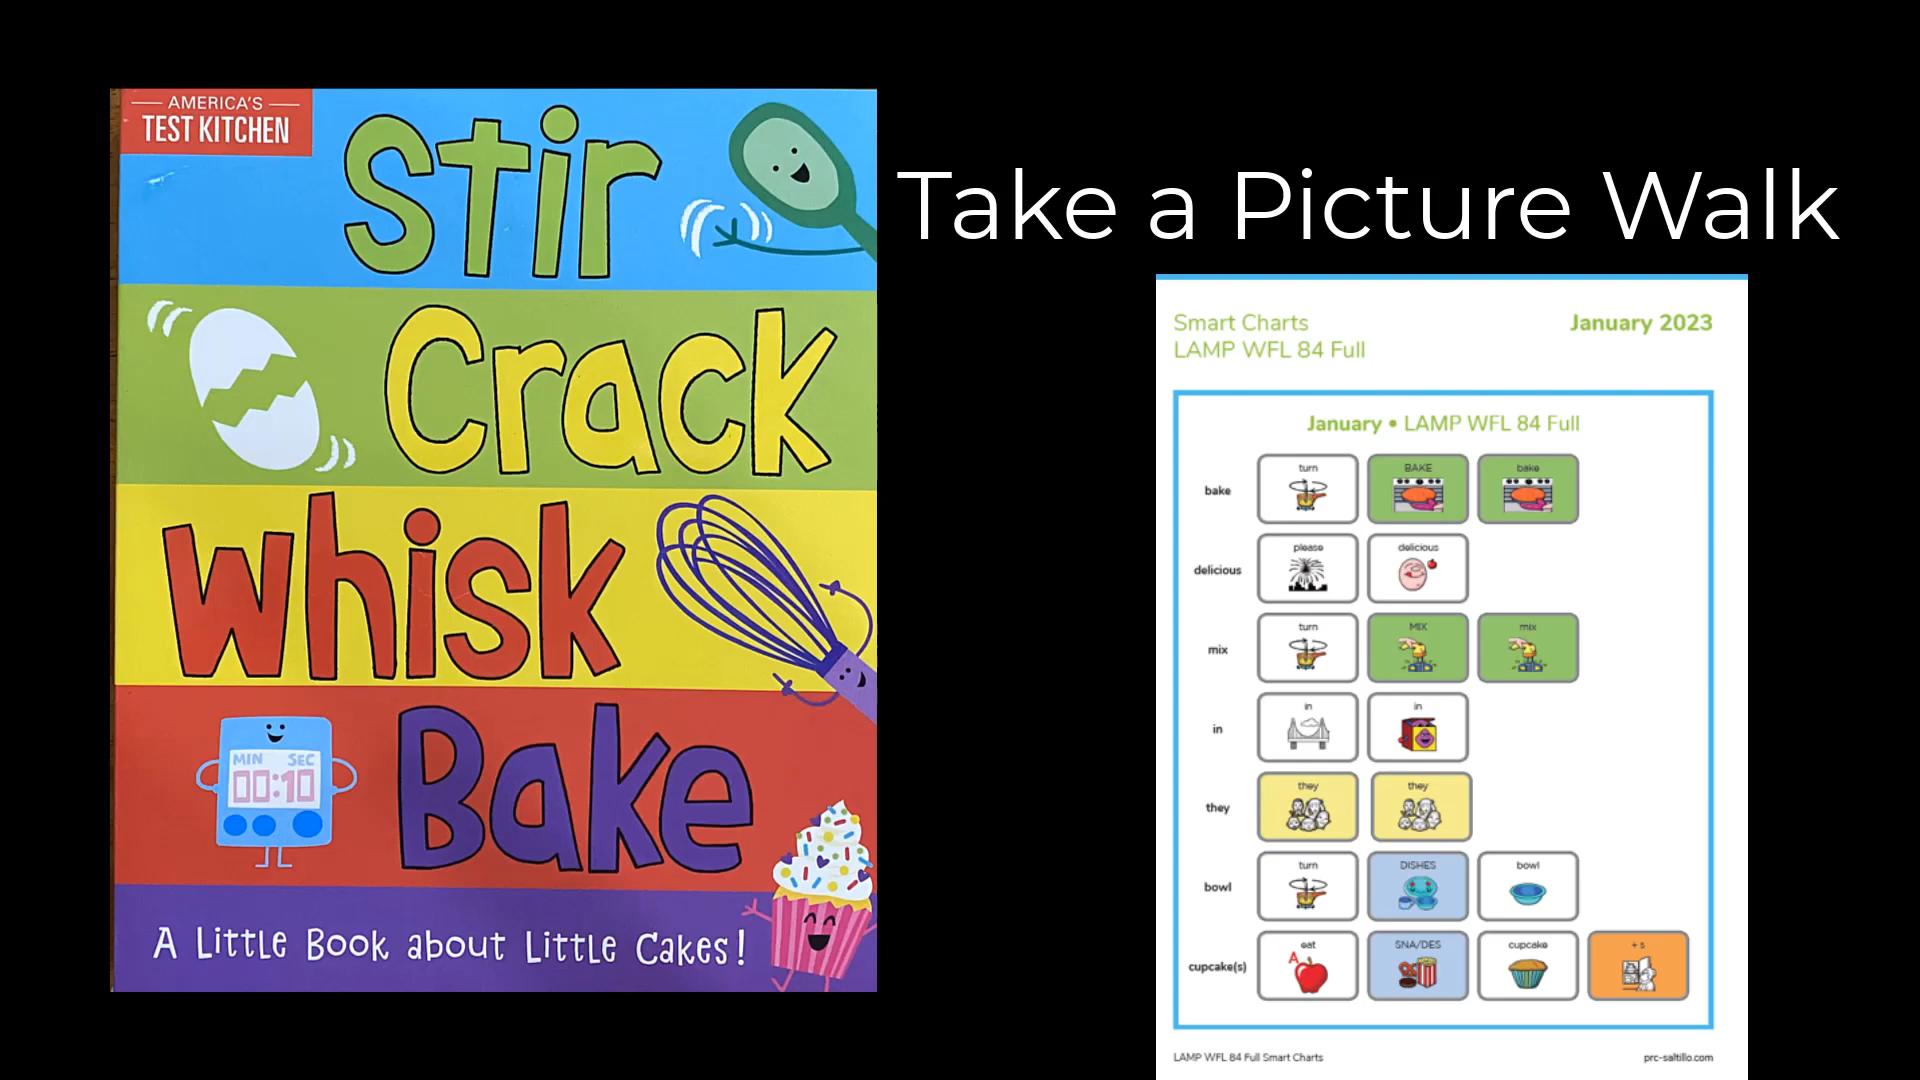 AMERICA'S
TEST KITCHEN
Stir
Crack
Whisk
MIN SEC
00:10
Bake
A Little Book about Little Cakes!
Take a Picture Walk
Smart Charts January 2023
LAMP WFL 84 Full
January • LAMP WFL 84 Full
bake turn BAKE bake
delicious please delicious
mix turn MIX mix
in in in
they they they
bowl turn DISHES bowl
cupcake(s) eat A SNA/DES cupcake + s
LAMP WFL 84 Full Smart Charts prc-saltillo.com